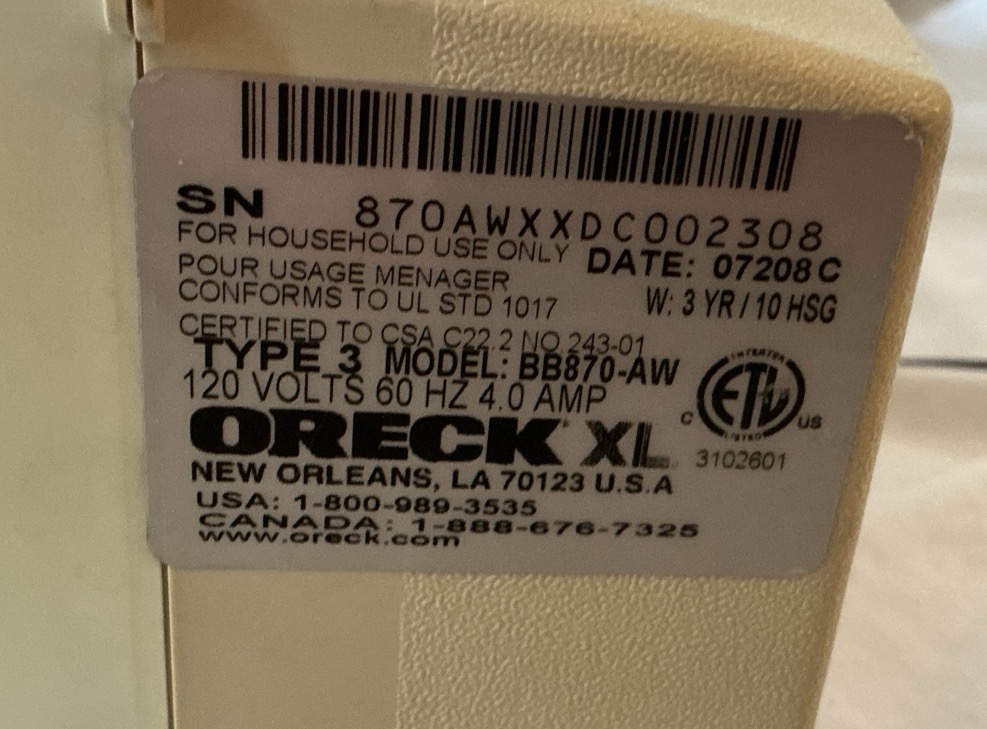 SN 870AWXXDC002308
FOR HOUSEHOLD USE ONLY DATE: 07208C
POUR USAGE MENAGER
CONFORMS TO UL STD 1017 W: 3 YR / 10 HSG
CERTIFIED TO CSA C22.2 NO 243-01
TYPE 3 MODEL: BB870-AW
120 VOLTS 60 HZ 4.0 AMP
INTERTEK
ETL
LISTED
C US
3102601
ORECK XL
NEW ORLEANS, LA 70123 U.S.A
USA: 1-800-989-3535
CANADA: 1-888-676-7325
www.oreck.com